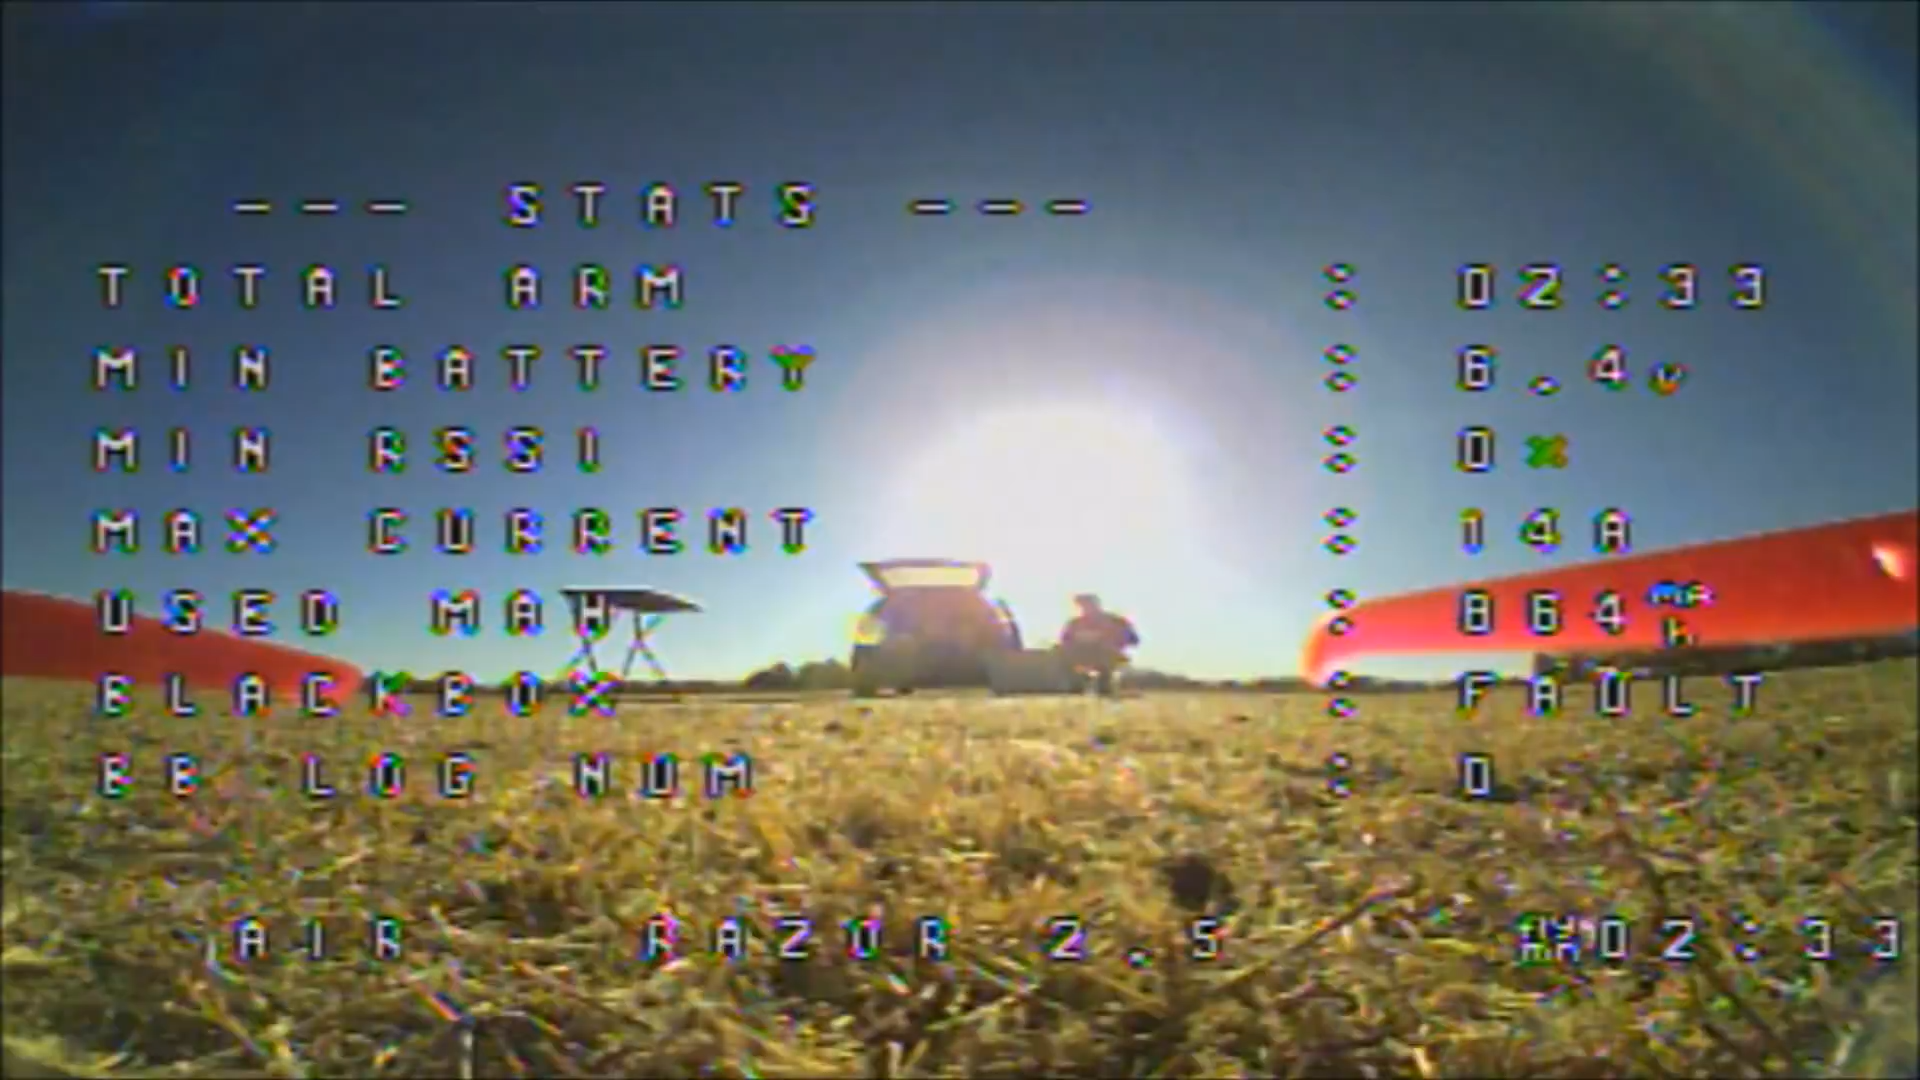 --- STATS ---
TOTAL ARM : 02:33
MIN BATTERY : 6.4V
MIN RSSI : 0%
MAX CURRENT : 14A
USED MAH : 864mAh
BLACKBOX : FAULT
BB LOG NUM : 0
AIR RAZOR 2.5 02:33